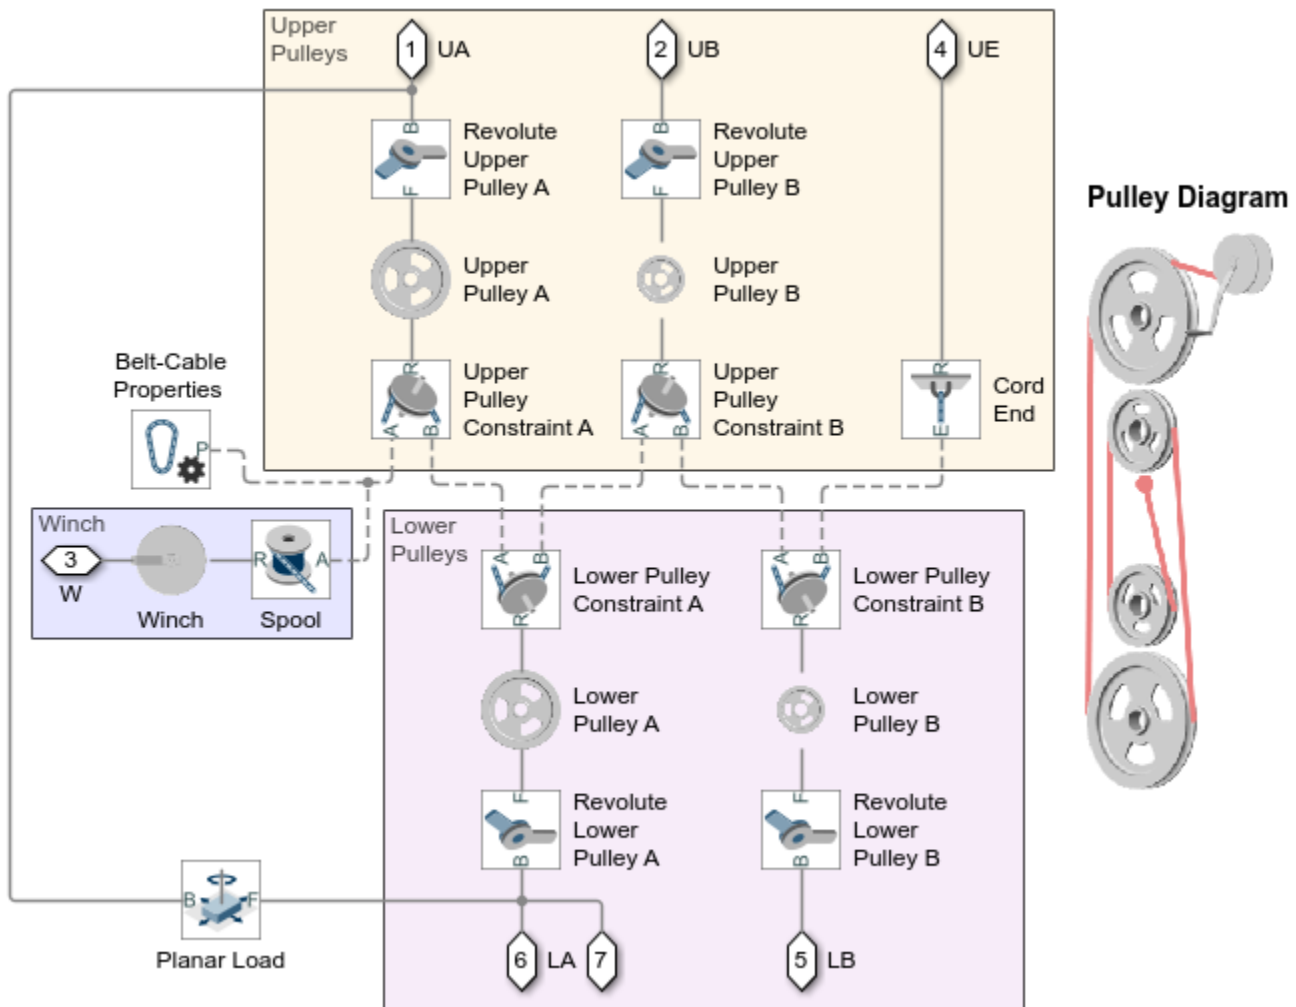 Upper
Pulleys
1 UA
2 UB
4 UE
B
Revolute
Upper
Pulley A
F
B
Revolute
Upper
Pulley B
F
Pulley Diagram
Upper
Pulley A
Upper
Pulley B
Belt-Cable
Properties
P
R
Upper
Pulley
Constraint A
A B
R
Upper
Pulley
Constraint B
A B
R
Cord
End
E
Winch
3
W
Winch
R A
Spool
Lower
Pulleys
A B
Lower Pulley
Constraint A
R
A B
Lower Pulley
Constraint B
R
Lower
Pulley A
Lower
Pulley B
F
Revolute
Lower
Pulley A
B
F
Revolute
Lower
Pulley B
B
B F
Planar Load
6 LA 7
5 LB